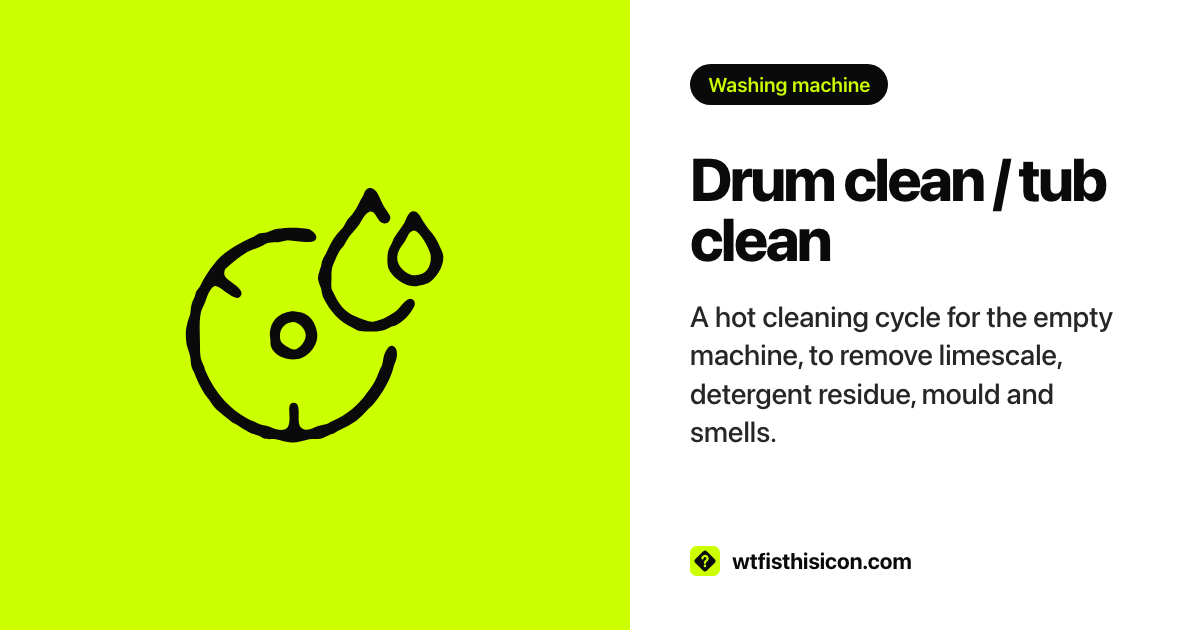 Washing machine
Drum clean / tub
clean
A hot cleaning cycle for the empty
machine, to remove limescale,
detergent residue, mould and
smells.
?
wtfisthisicon.com